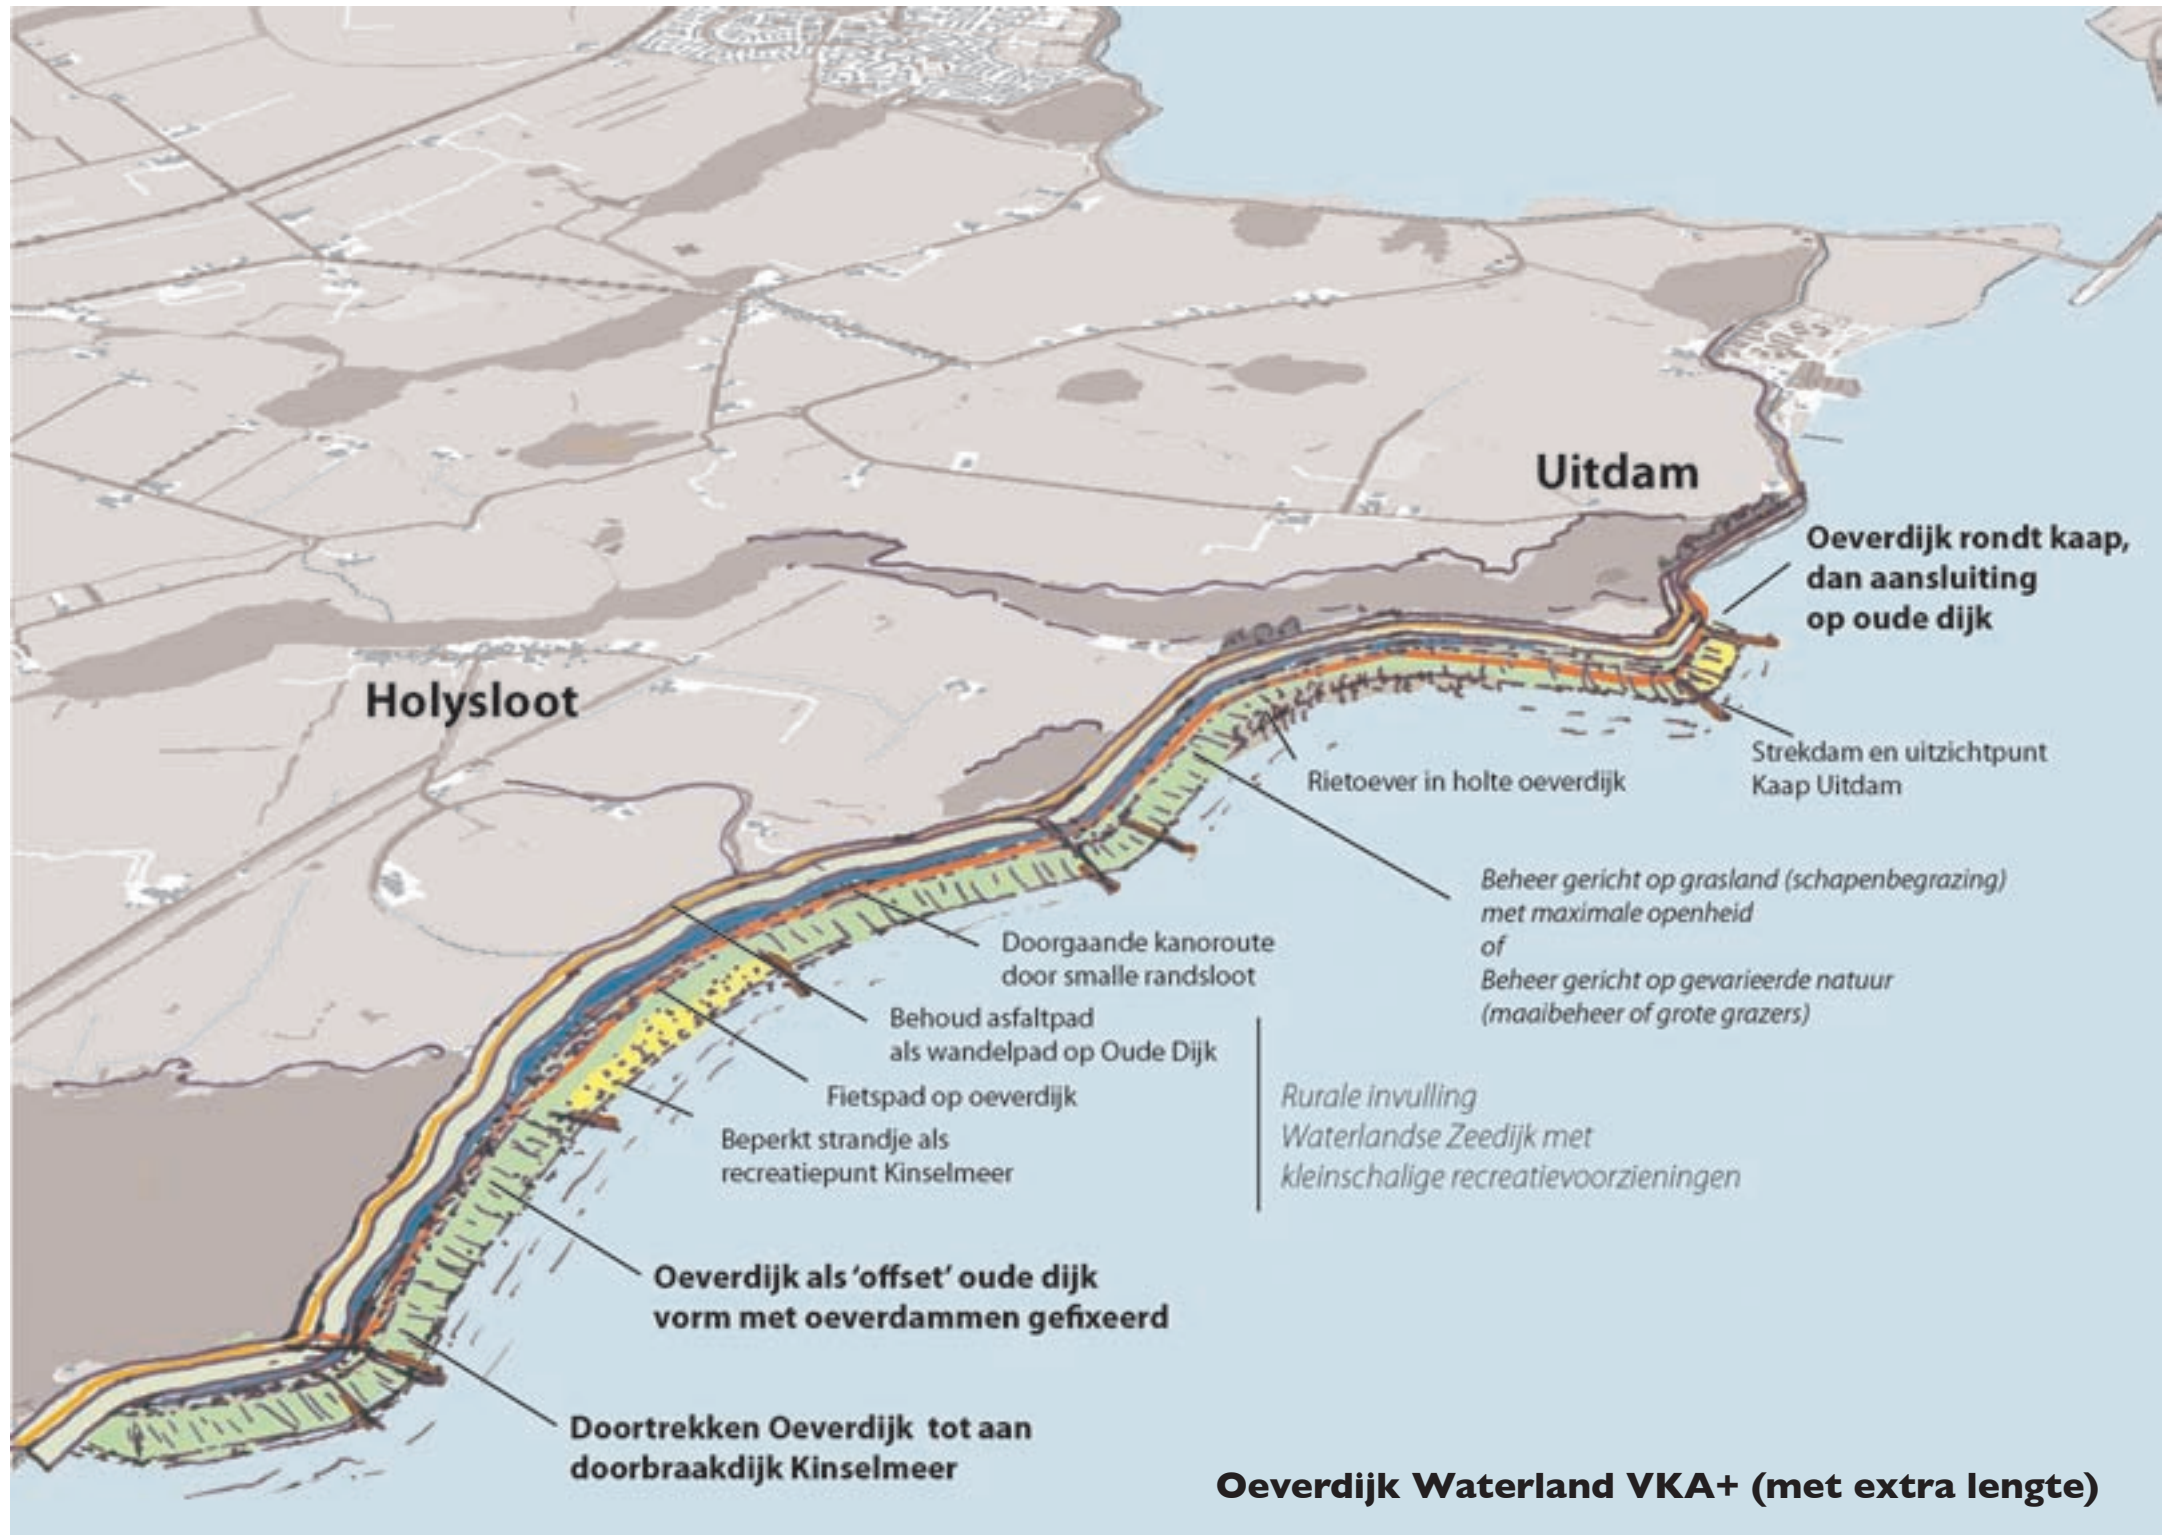 Uitdam
Oeverdijk rondt kaap,
dan aansluiting
op oude dijk
Holysloot
Strekdam en uitzichtpunt
Kaap Uitdam
Rietoever in holte oeverdijk
Beheer gericht op grasland (schapenbegrazing)
met maximale openheid
of
Beheer gericht op gevarieerde natuur
(maaibeheer of grote grazers)
Doorgaande kanoroute
door smalle randsloot
Behoud asfaltpad
als wandelpad op Oude Dijk
Fietspad op oeverdijk
Beperkt strandje als
recreatiepunt Kinselmeer
Rurale invulling
Waterlandse Zeedijk met
kleinschalige recreatievoorzieningen
Oeverdijk als 'offset' oude dijk
vorm met oeverdammen gefixeerd
Doortrekken Oeverdijk tot aan
doorbraakdijk Kinselmeer
Oeverdijk Waterland VKA+ (met extra lengte)